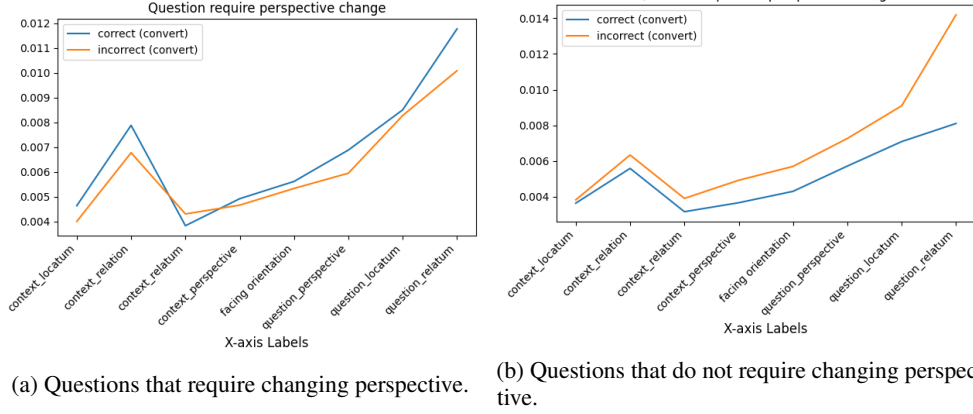 Question require perspective change
correct (convert)
incorrect (convert)
0.012
0.011
0.010
0.009
0.008
0.007
0.006
0.005
0.004
context_locatum
context_relation
context_relatum
context_perspective
facing orientation
question_perspective
question_locatum
question_relatum
X-axis Labels
(a) Questions that require changing perspective.
correct (convert)
incorrect (convert)
0.014
0.012
0.010
0.008
0.006
0.004
context_locatum
context_relation
context_relatum
context_perspective
facing orientation
question_perspective
question_locatum
question_relatum
X-axis Labels
(b) Questions that do not require changing perspec
tive.